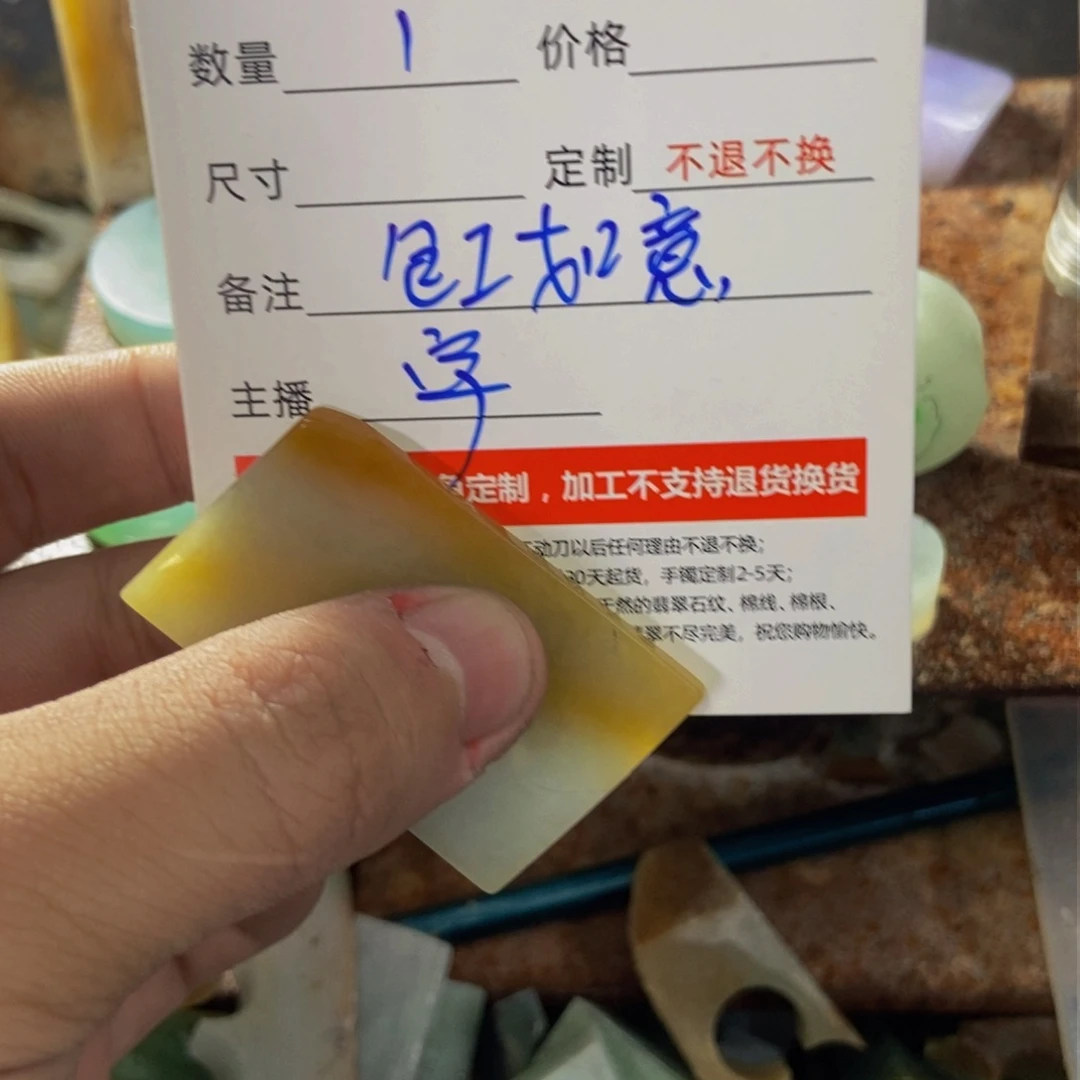 数量 1 价格
尺寸 定制 不退不换
备注 包工如意,
主播 字
定制，加工不支持退货换货
动刀以后任何理由不退不换；
30天起货，手镯定制2-5天；
天然的翡翠石纹、棉线、棉根、
翡翠不尽完美。祝您购物愉快。